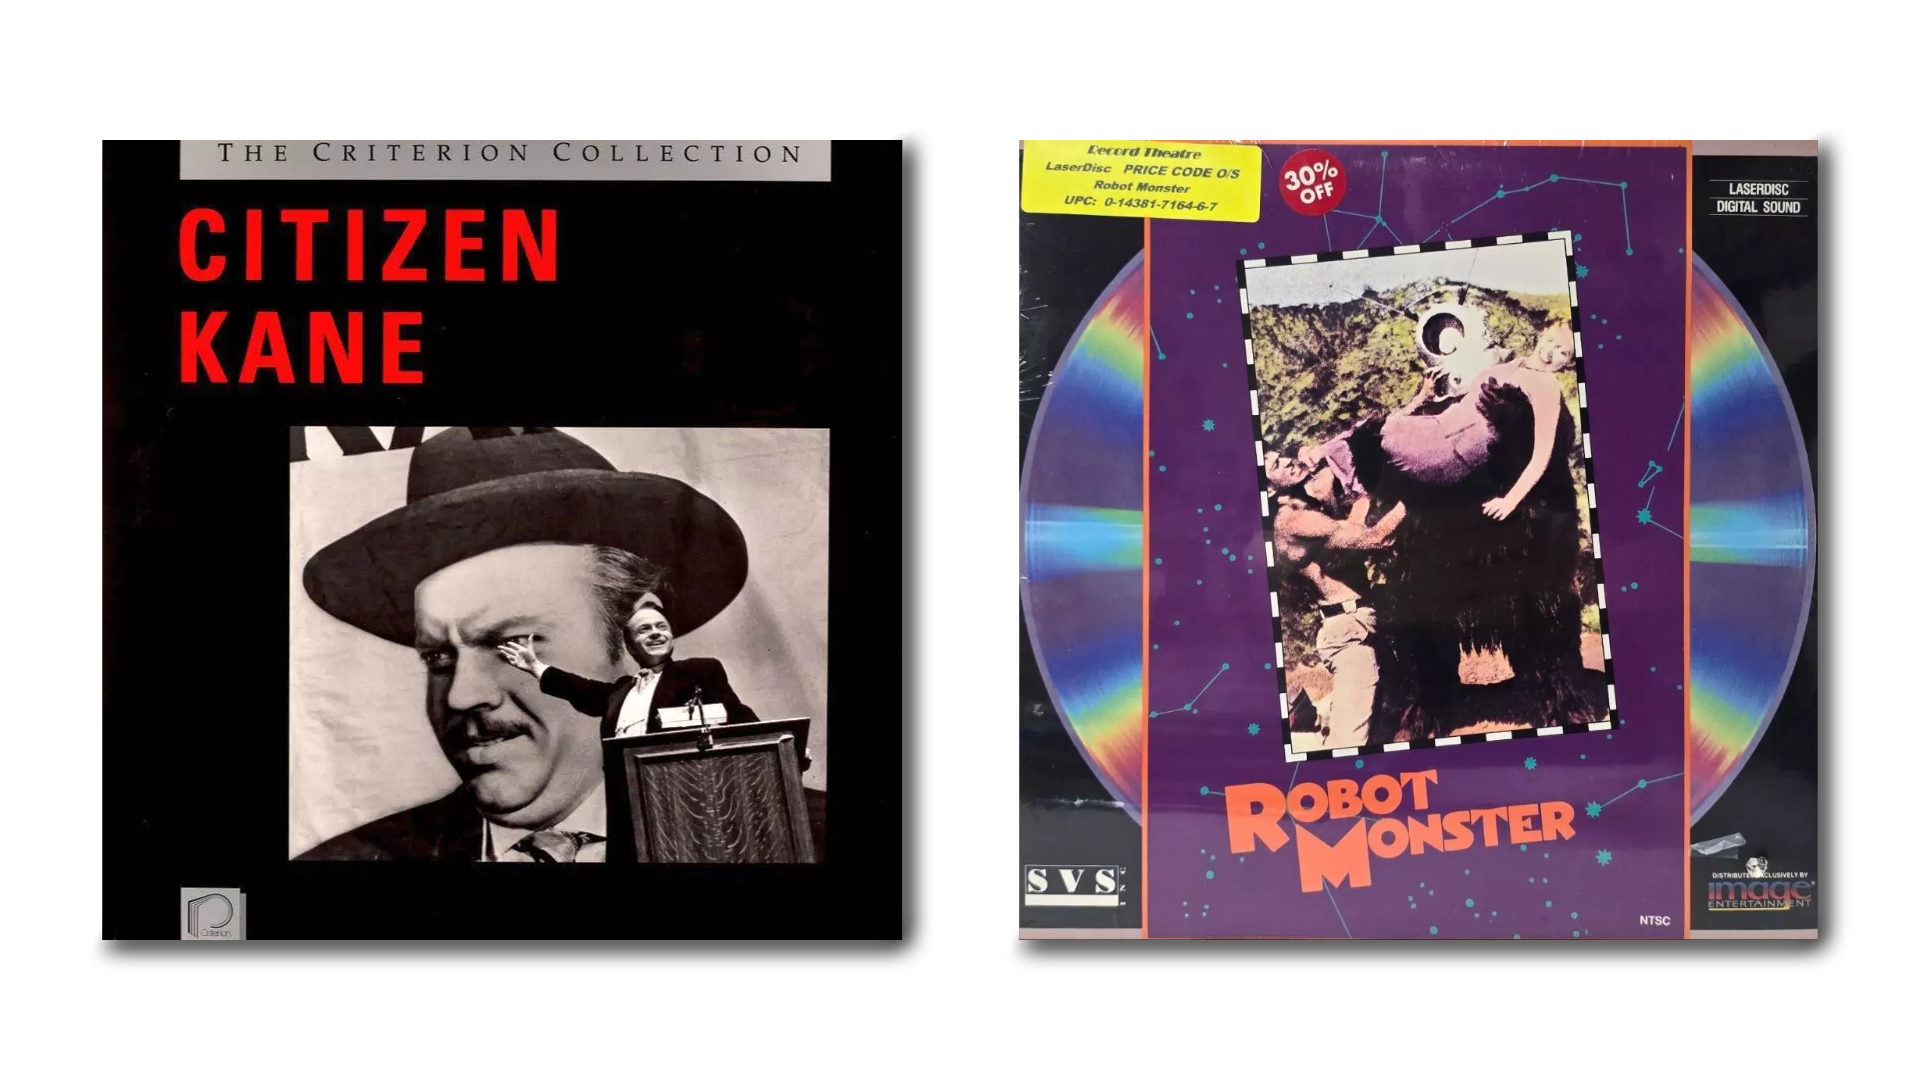 THE CRITERION COLLECTION
CITIZEN
KANE
Criterion
Record Theatre
LaserDisc PRICE CODE O/S
Robot Monster
UPC: 0-14381-7164-6-7
30%
OFF
LASERDISC
DIGITAL SOUND
ROBOT
MONSTER
SVS
INC
DISTRIBUTED EXCLUSIVELY BY
image
ENTERTAINMENT
NTSC